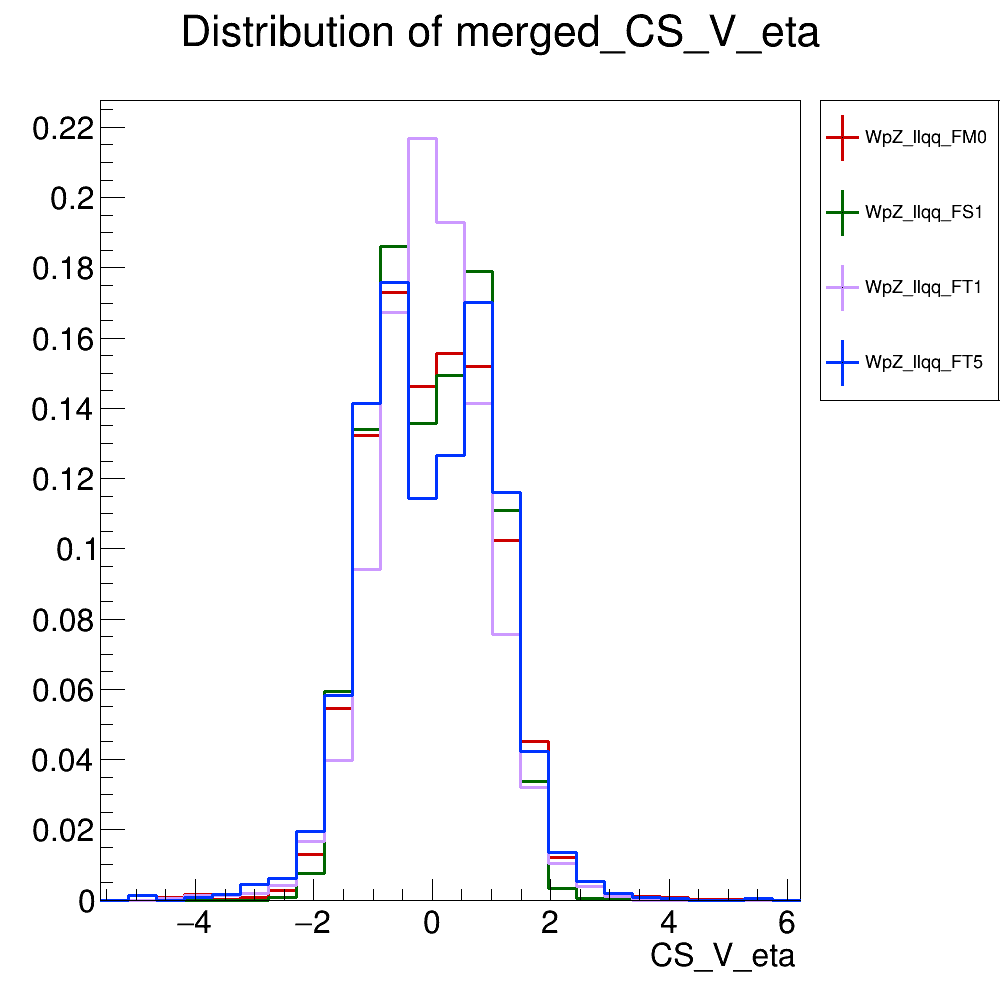 Distribution of merged_CS_V_eta
0.22
0.2
0.18
0.16
0.14
0.12
0.1
0.08
0.06
0.04
0.02
0
−4 −2 0 2 4 6
CS_V_eta
WpZ_llqq_FM0
WpZ_llqq_FS1
WpZ_llqq_FT1
WpZ_llqq_FT5